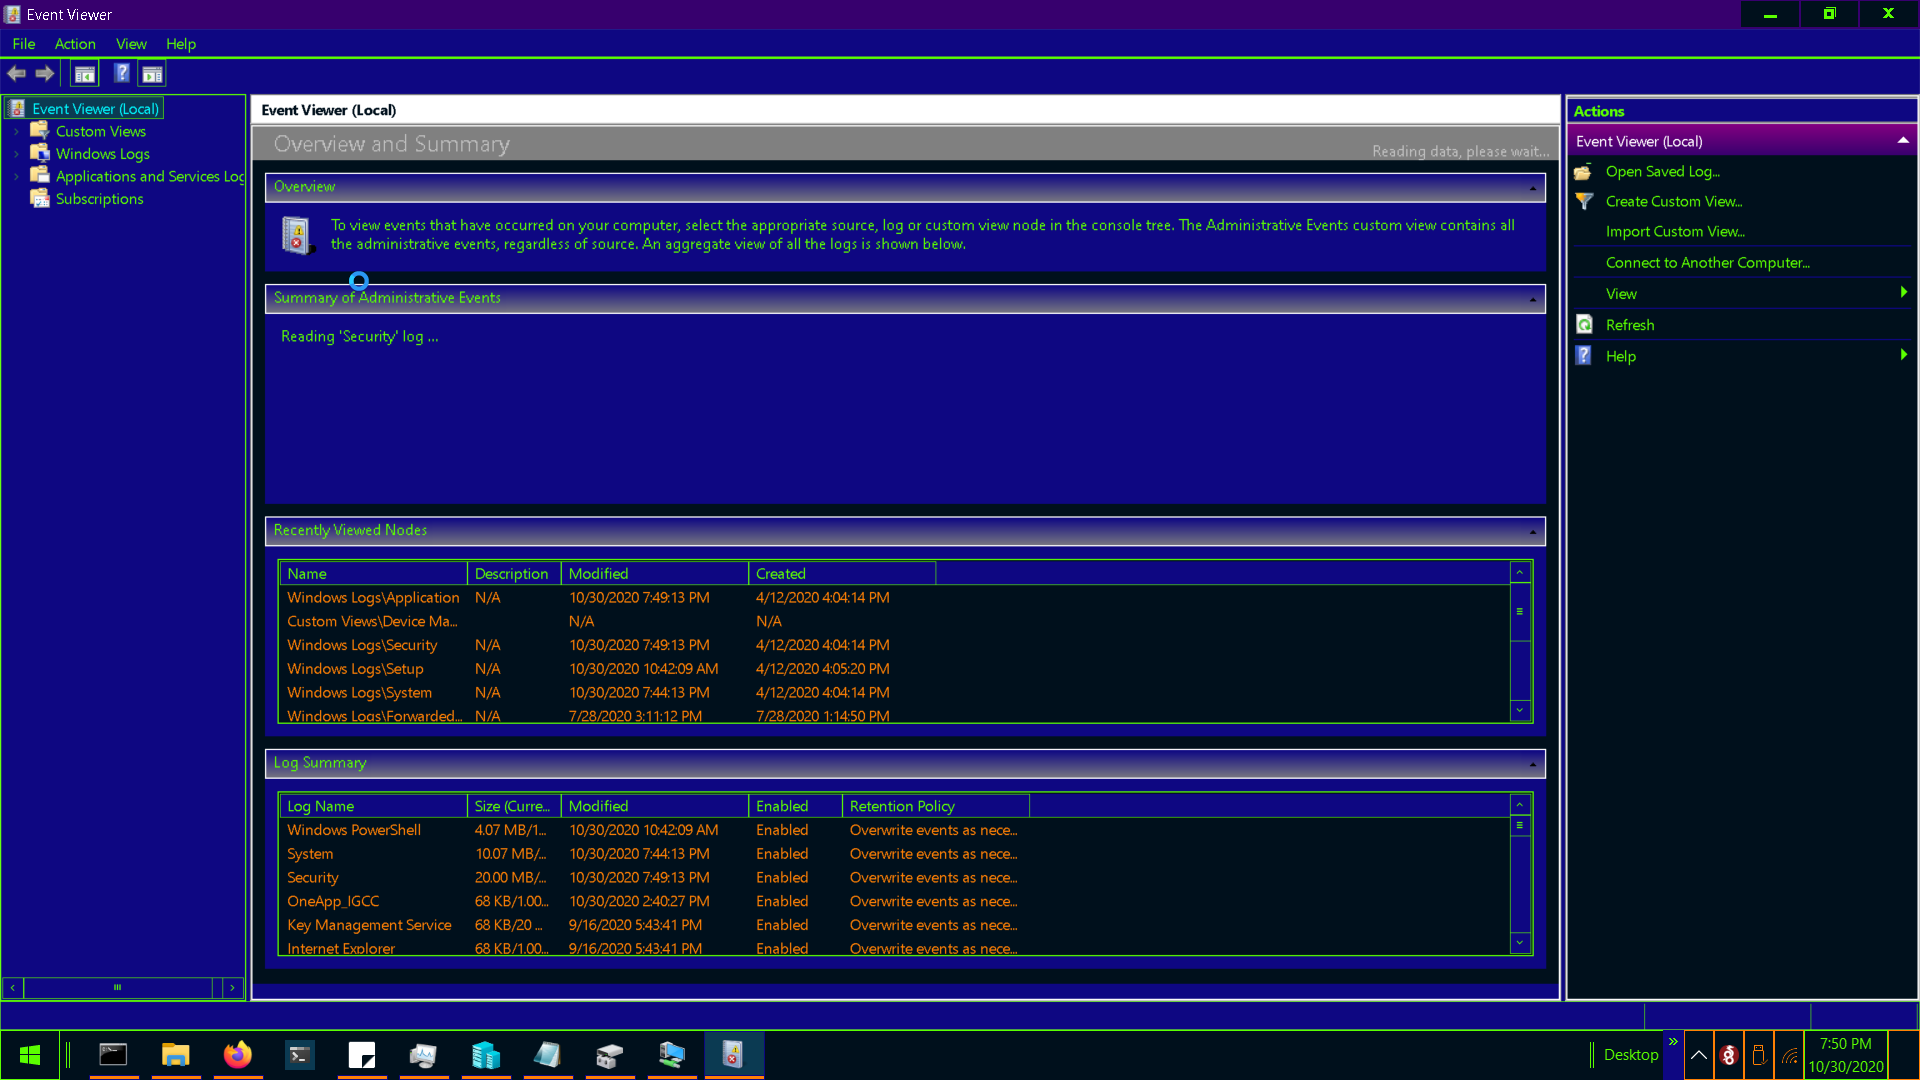 Event Viewer
File Action View Help
Event Viewer (Local)
Custom Views
Windows Logs
Applications and Services Log
Subscriptions
Event Viewer (Local)
Overview and Summary
Reading data, please wait...
Overview
To view events that have occurred on your computer, select the appropriate source, log or custom view node in the console tree. The Administrative Events custom view contains all
the administrative events, regardless of source. An aggregate view of all the logs is shown below.
Summary of Administrative Events
Reading 'Security' log ...
Recently Viewed Nodes
Name Description Modified Created
Windows Logs\Application N/A 10/30/2020 7:49:13 PM 4/12/2020 4:04:14 PM
Custom Views\Device Ma... N/A N/A
Windows Logs\Security N/A 10/30/2020 7:49:13 PM 4/12/2020 4:04:14 PM
Windows Logs\Setup N/A 10/30/2020 10:42:09 AM 4/12/2020 4:05:20 PM
Windows Logs\System N/A 10/30/2020 7:44:13 PM 4/12/2020 4:04:14 PM
Windows Logs\Forwarded... N/A 7/28/2020 3:11:12 PM 7/28/2020 1:14:50 PM
Log Summary
Log Name Size (Curre... Modified Enabled Retention Policy
Windows PowerShell 4.07 MB/1... 10/30/2020 10:42:09 AM Enabled Overwrite events as nece...
System 10.07 MB/... 10/30/2020 7:44:13 PM Enabled Overwrite events as nece...
Security 20.00 MB/... 10/30/2020 7:49:13 PM Enabled Overwrite events as nece...
OneApp_IGCC 68 KB/1.00... 10/30/2020 2:40:27 PM Enabled Overwrite events as nece...
Key Management Service 68 KB/20 ... 9/16/2020 5:43:41 PM Enabled Overwrite events as nece...
Internet Explorer 68 KB/1.00... 9/16/2020 5:43:41 PM Enabled Overwrite events as nece...
Actions
Event Viewer (Local)
Open Saved Log...
Create Custom View...
Import Custom View...
Connect to Another Computer...
View
Refresh
Help
Desktop
7:50 PM
10/30/2020